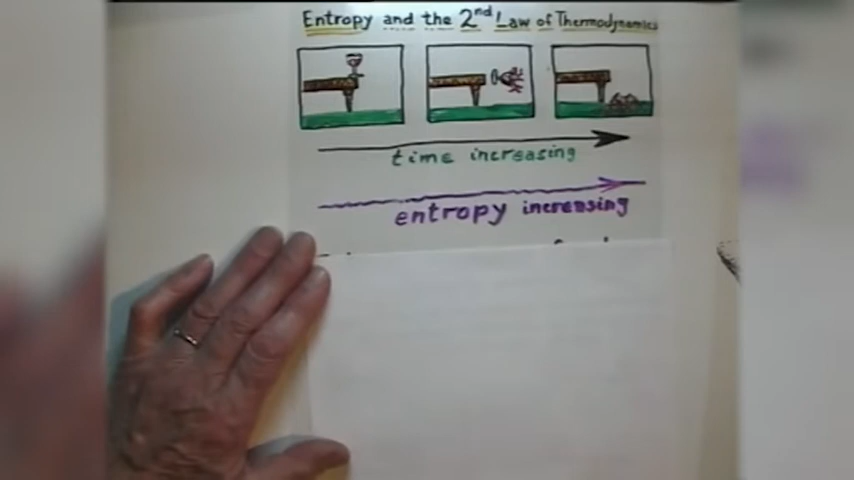 Entropy and the 2nd Law of Thermodynamics
time increasing
entropy increasing